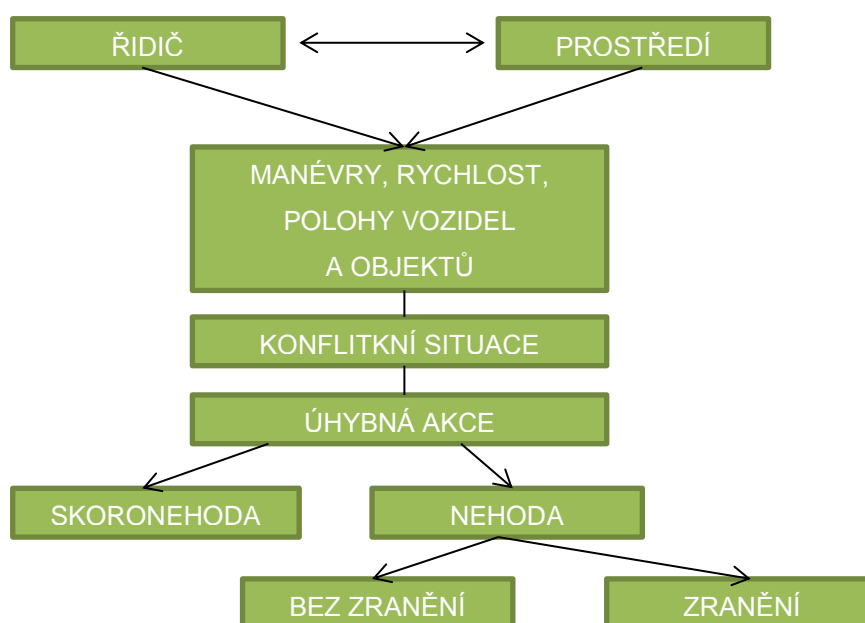 ŘIDIČ
PROSTŘEDÍ
MANÉVRY, RYCHLOST,
POLOHY VOZIDEL
A OBJEKTŮ
KONFLITKNÍ SITUACE
ÚHYBNÁ AKCE
SKORONEHODA
NEHODA
BEZ ZRANĚNÍ
ZRANĚNÍ